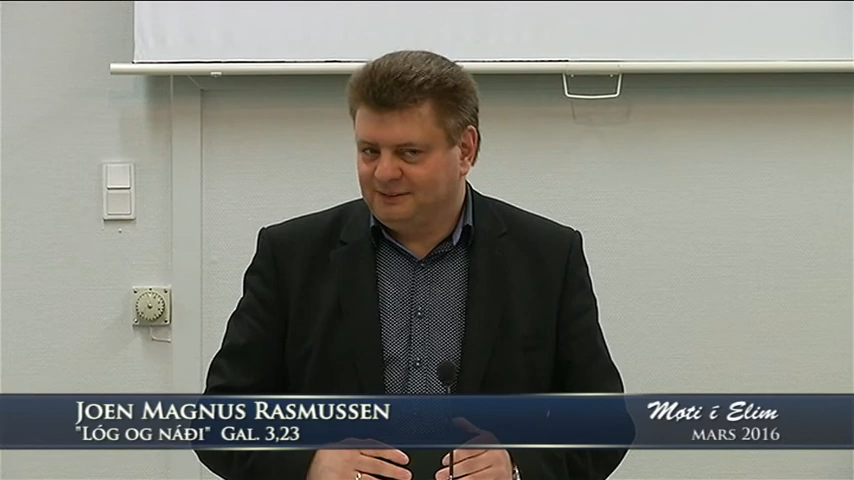 Joen Magnus Rasmussen
"Lóg og náði" Gal. 3,23
Møti í Elim
mars 2016